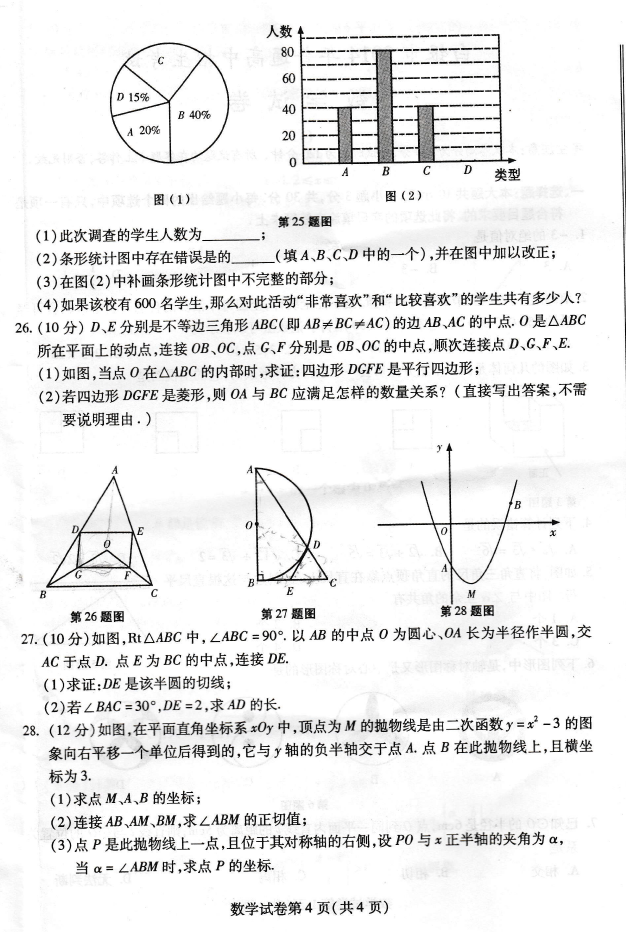 C
D 15%
A 20%
B 40%
图(1)
人数
80
60
40
20
0
A B C D 类型
图(2)
第25题图
(1)此次调查的学生人数为______;
(2)条形统计图中存在错误是的______(填A、B、C、D中的一个),并在图中加以改正;
(3)在图(2)中补画条形统计图中不完整的部分;
(4)如果该校有600名学生,那么对此活动“非常喜欢”和“比较喜欢”的学生共有多少人?
26.(10分) D、E分别是不等边三角形ABC(即AB≠BC≠AC)的边AB、AC的中点.O是△ABC
所在平面上的动点,连接OB、OC,点G、F分别是OB、OC的中点,顺次连接点D、G、F、E.
(1)如图,当点O在△ABC的内部时,求证:四边形DGFE是平行四边形;
(2)若四边形DGFE是菱形,则OA与BC应满足怎样的数量关系?(直接写出答案,不需
要说明理由.)
A
D E
O
G F
B C
第26题图
A
O
D
B E C
第27题图
y
B
O x
A
M
第28题图
27.(10分)如图,Rt△ABC中,∠ABC=90°.以AB的中点O为圆心、OA长为半径作半圆,交
AC于点D.点E为BC的中点,连接DE.
(1)求证:DE是该半圆的切线;
(2)若∠BAC=30°,DE=2,求AD的长.
28.(12分)如图,在平面直角坐标系xOy中,顶点为M的抛物线是由二次函数y=x²-3的图
象向右平移一个单位后得到的,它与y轴的负半轴交于点A.点B在此抛物线上,且横坐
标为3.
(1)求点M、A、B的坐标;
(2)连接AB、AM、BM,求∠ABM的正切值;
(3)点P是此抛物线上一点,且位于其对称轴的右侧,设PO与x正半轴的夹角为α,
当α=∠ABM时,求点P的坐标.
数学试卷第4页(共4页)